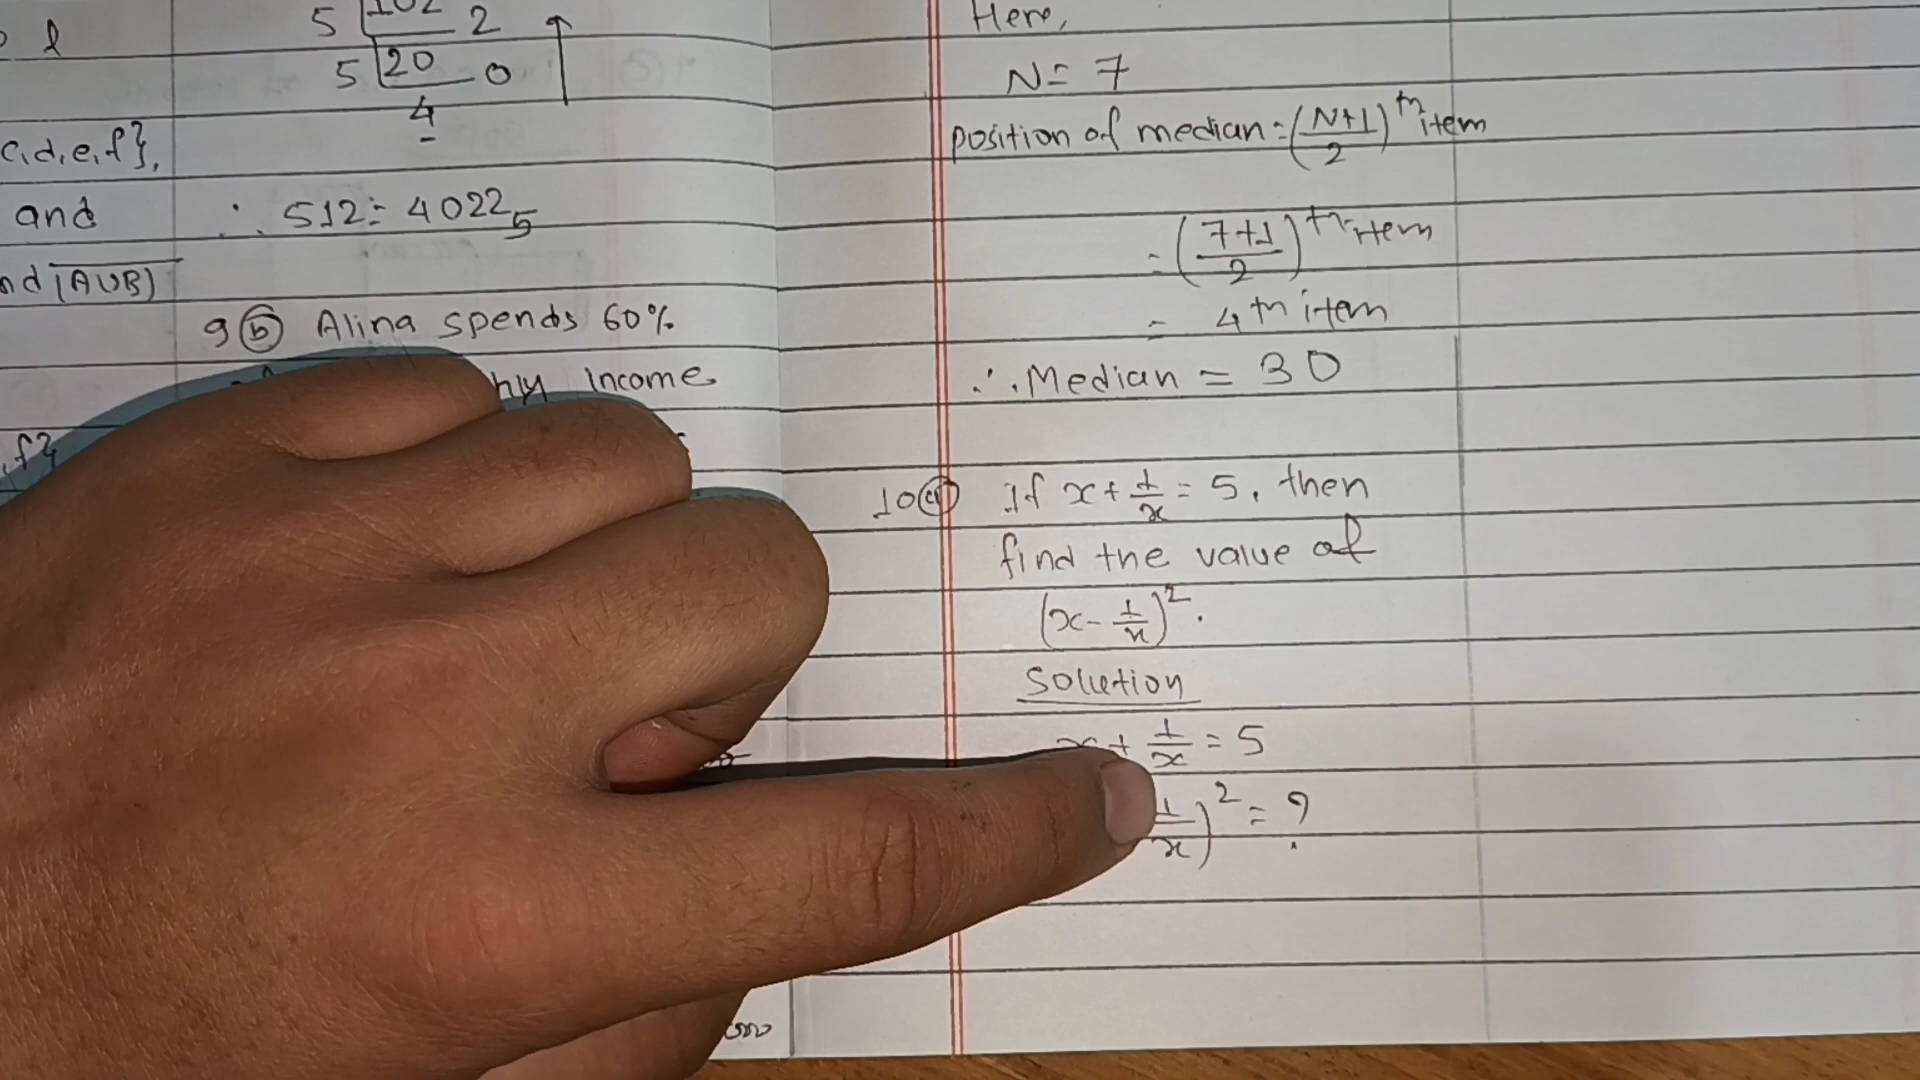 5 102 2
5 20 0
4
c,d,e,f},
and
∴ 512 = 4022₅
(A∪B)
9 (b) Alina spends 60%
income
f}
Here,
N = 7
position of median = (N+1/2)th item
= (7+1/2)th item
= 4th item
∴ Median = 30
10 (a) If x + 1/x = 5, then
find the value of
(x - 1/x)².
Solution
x + 1/x = 5
1/x)² = ?